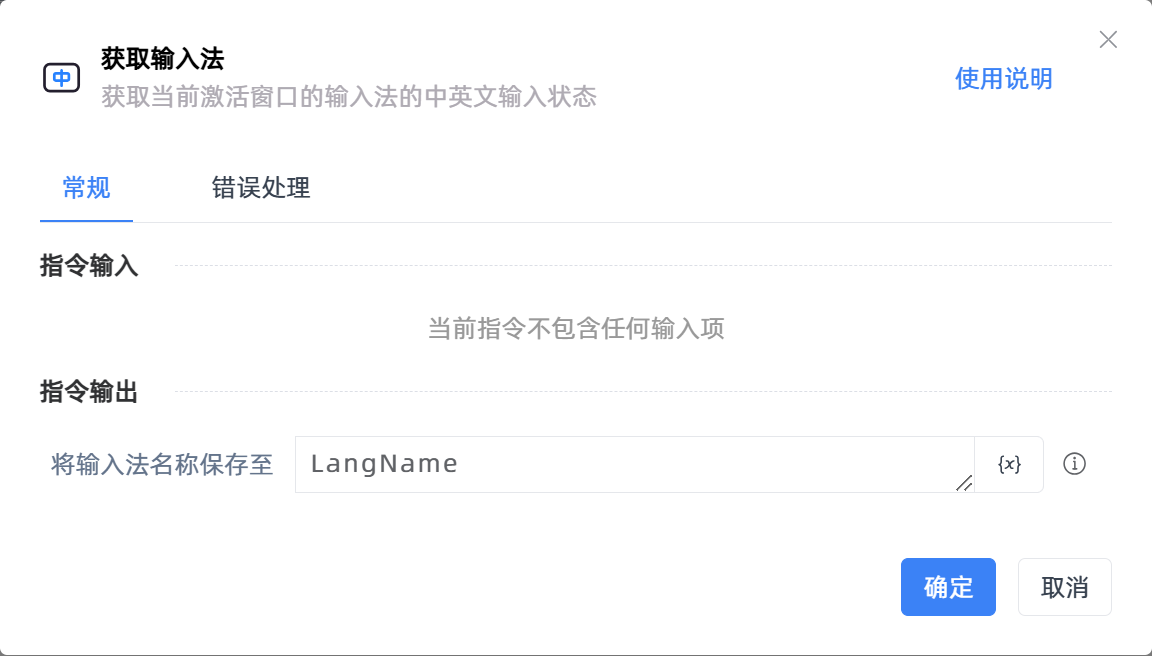 中
获取输入法
获取当前激活窗口的输入法的中英文输入状态
使用说明
常规
错误处理
指令输入
当前指令不包含任何输入项
指令输出
将输入法名称保存至
LangName
{x}
确定
取消